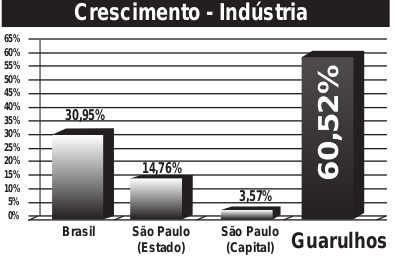 Crescimento - Indústria
65%
60%
55%
50%
45%
40%
35%
30%
25%
20%
15%
10%
5%
0%
30,95%
14,76%
3,57%
60,52%
Brasil
São Paulo
(Estado)
São Paulo
(Capital)
Guarulhos